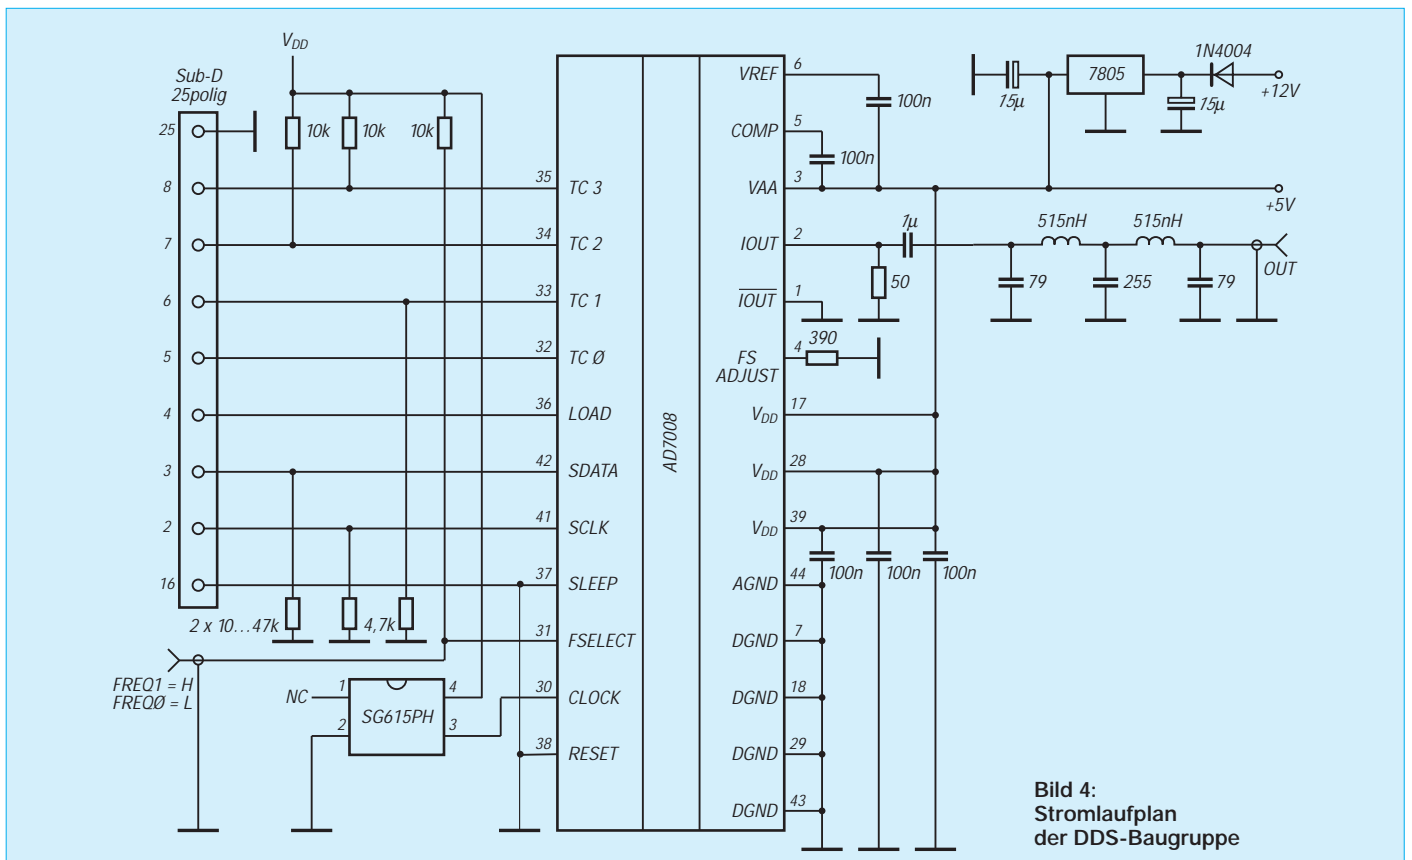 VDD
Sub-D
25polig
25
8
7
6
5
4
3
2
16
10k
10k
10k
2 x 10...47k
4,7k
FREQ1 = H
FREQØ = L
NC
1
2
4
3
SG615PH
35
TC 3
34
TC 2
33
TC 1
32
TC Ø
36
LOAD
42
SDATA
41
SCLK
37
SLEEP
31
FSELECT
30
CLOCK
38
RESET
AD7008
VREF
6
COMP
5
VAA
3
IOUT
2
IOUT
1
FS
ADJUST
4
VDD
17
VDD
28
VDD
39
AGND
44
DGND
7
DGND
18
DGND
29
DGND
43
100n
100n
1µ
50
390
100n
100n
100n
15µ
7805
15µ
1N4004
+12V
+5V
515nH
515nH
79
255
79
OUT
Bild 4:
Stromlaufplan
der DDS-Baugruppe